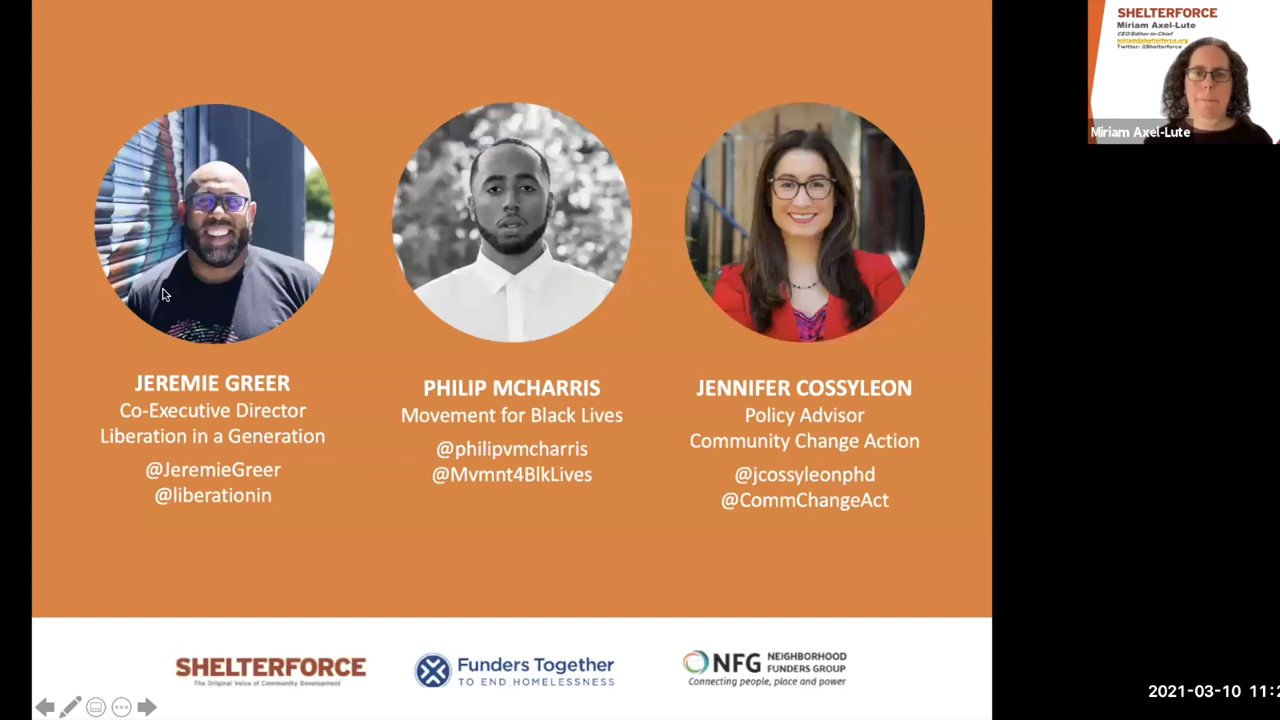 JEREMIE GREER
Co-Executive Director
Liberation in a Generation
@JeremieGreer
@liberationin
PHILIP MCHARRIS
Movement for Black Lives
@philipvmcharris
@Mvmnt4BlkLives
JENNIFER COSSYLEON
Policy Advisor
Community Change Action
@jcossyleonphd
@CommChangeAct
SHELTERFORCE
The Original Voice of Community Development
Funders Together
TO END HOMELESSNESS
NFG NEIGHBORHOOD
FUNDERS GROUP
Connecting people, place and power
SHELTERFORCE
Miriam Axel-Lute
CEO/Editor-in-Chief
miriam@shelterforce.org
Twitter: @Shelterforce
Miriam Axel-Lute
2021-03-10 11:2